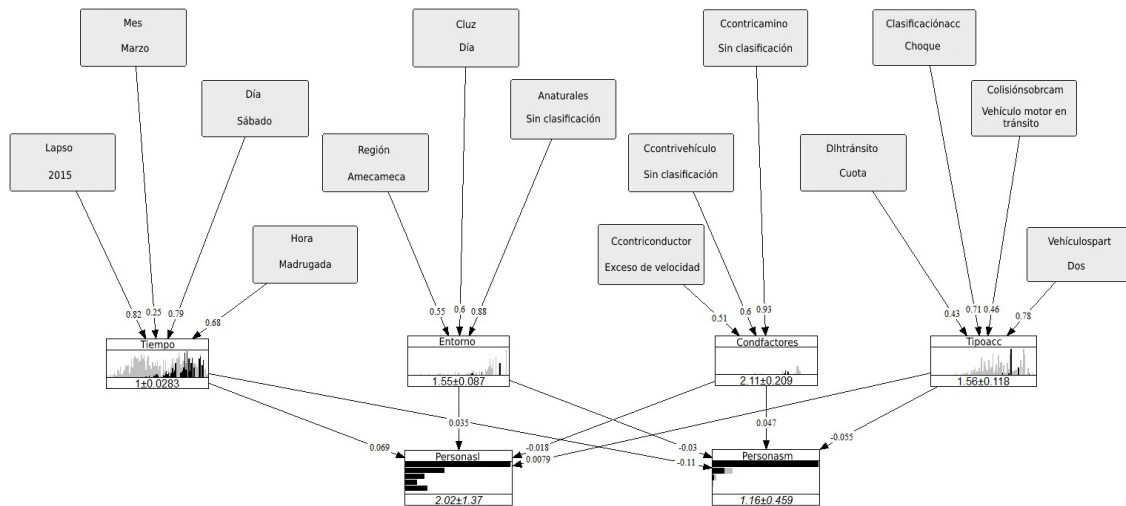 Mes
Marzo
Cluz
Día
Ccontricamino
Sin clasificación
Clasificaciónacc
Choque
Día
Sábado
Anaturales
Sin clasificación
Colisiónsobrcam
Vehículo motor en
tránsito
Lapso
2015
Región
Amecameca
Ccontrivehículo
Sin clasificación
Dlhtránsito
Cuota
Hora
Madrugada
Ccontriconductor
Exceso de velocidad
Vehículospart
Dos
0.82
0.25
0.79
0.68
0.55
0.6
0.88
0.51
0.6
0.93
0.43
0.71
0.46
0.78
Tiempo
1±0.0283
Entorno
1.55±0.087
Condfactores
2.11±0.209
Tipoacc
1.56±0.118
0.069
0.035
-0.018
0.0079
-0.03
-0.11
0.047
-0.055
Personasl
2.02±1.37
Personasm
1.16±0.459